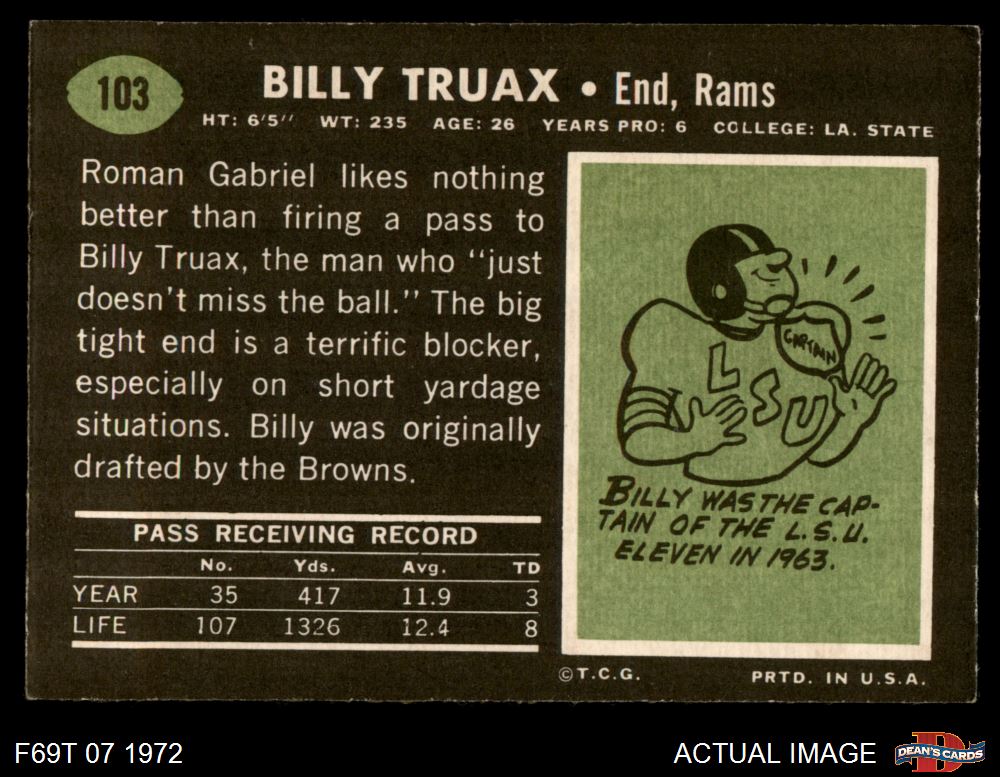 103
BILLY TRUAX • End, Rams
HT: 6'5" WT: 235 AGE: 26 YEARS PRO: 6 COLLEGE: LA. STATE
Roman Gabriel likes nothing
better than firing a pass to
Billy Truax, the man who "just
doesn't miss the ball." The big
tight end is a terrific blocker,
especially on short yardage
situations. Billy was originally
drafted by the Browns.
PASS RECEIVING RECORD
No. Yds. Avg. TD
YEAR 35 417 11.9 3
LIFE 107 1326 12.4 8
CAPTAIN
LSU
BILLY WAS THE CAP-
TAIN OF THE L.S.U.
ELEVEN IN 1963.
©T.C.G. PRTD. IN U.S.A.
F69T 07 1972
ACTUAL IMAGE
D
DEAN'S CARDS